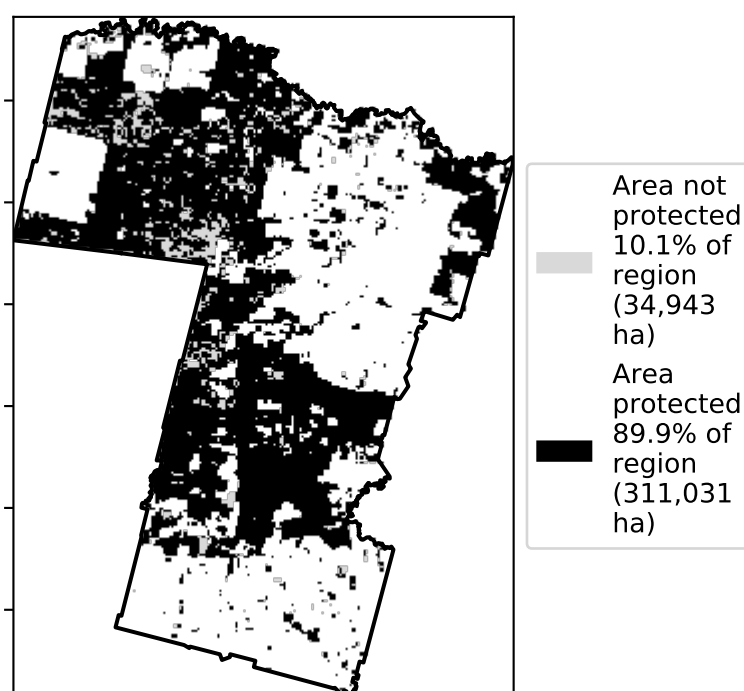 Area not
protected
10.1% of
region
(34,943
ha)
Area
protected
89.9% of
region
(311,031
ha)